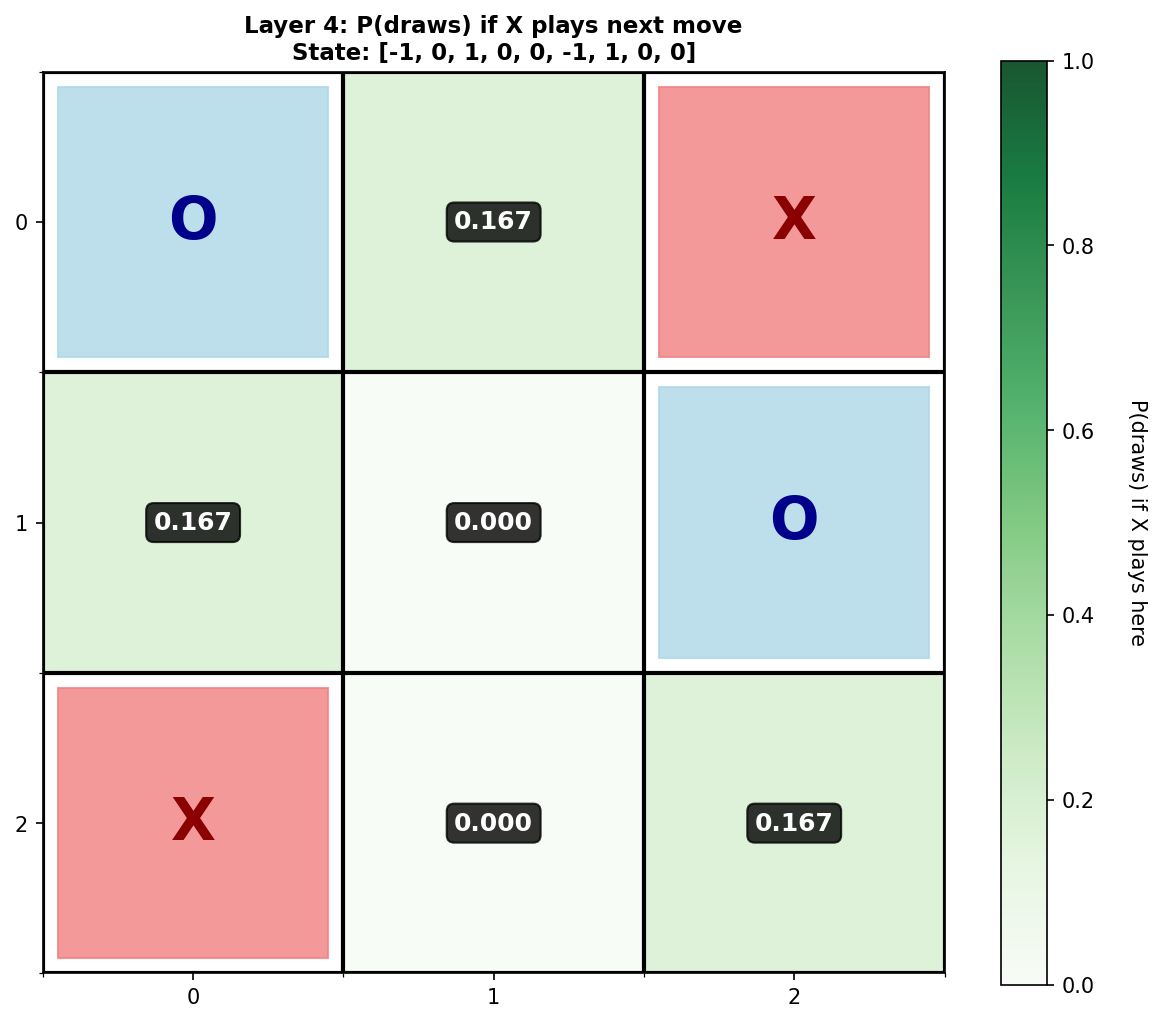 Layer 4: P(draws) if X plays next move
State: [-1, 0, 1, 0, 0, -1, 1, 0, 0]
O
0.167
X
0
0.167
0.000
O
1
X
0.000
0.167
2
0
1
2
1.0
0.8
0.6
0.4
0.2
0.0
P(draws) if X plays here